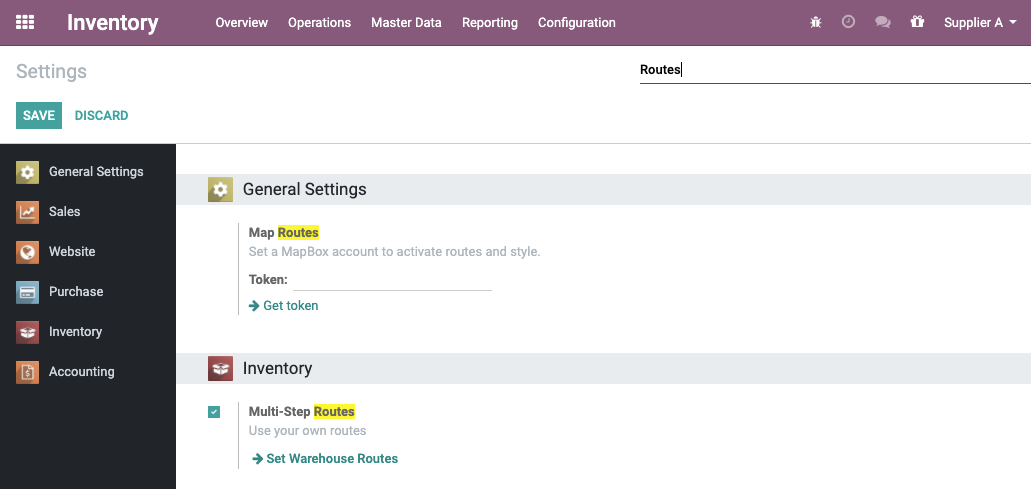 Inventory Overview Operations Master Data Reporting Configuration Supplier A
Settings Routes
SAVE DISCARD
General Settings
Sales
Website
Purchase
Inventory
Accounting
General Settings
Map Routes
Set a MapBox account to activate routes and style.
Token:
Get token
Inventory
Multi-Step Routes
Use your own routes
Set Warehouse Routes